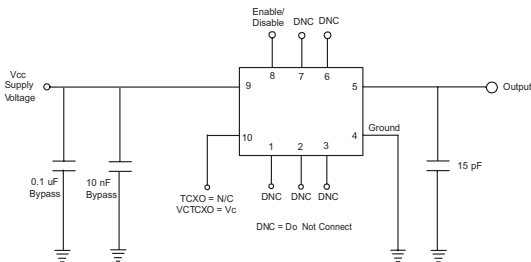 Enable/
Disable
DNC
DNC
8
7
6
Vcc
Supply
Voltage
9
5
Output
10
4
Ground
1
2
3
0.1 uF
Bypass
10 nF
Bypass
15 pF
TCXO = N/C
VCTCXO = Vc
DNC
DNC
DNC
DNC = Do Not Connect